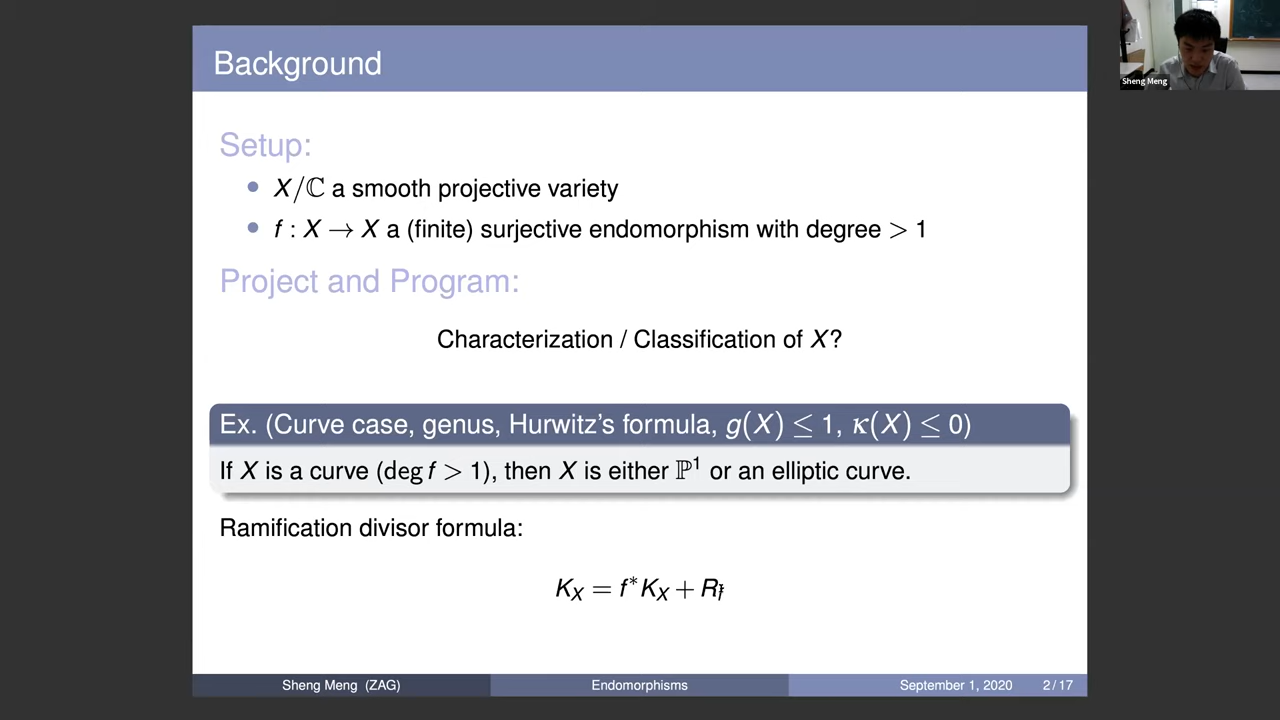 Background
Setup:
X/ℂ a smooth projective variety
f : X → X a (finite) surjective endomorphism with degree > 1
Project and Program:
Characterization / Classification of X?
Ex. (Curve case, genus, Hurwitz's formula, g(X) ≤ 1, κ(X) ≤ 0)
If X is a curve (deg f > 1), then X is either ℙ¹ or an elliptic curve.
Ramification divisor formula:
K_X = f*K_X + R_f
Sheng Meng (ZAG) Endomorphisms September 1, 2020 2 / 17
Sheng Meng